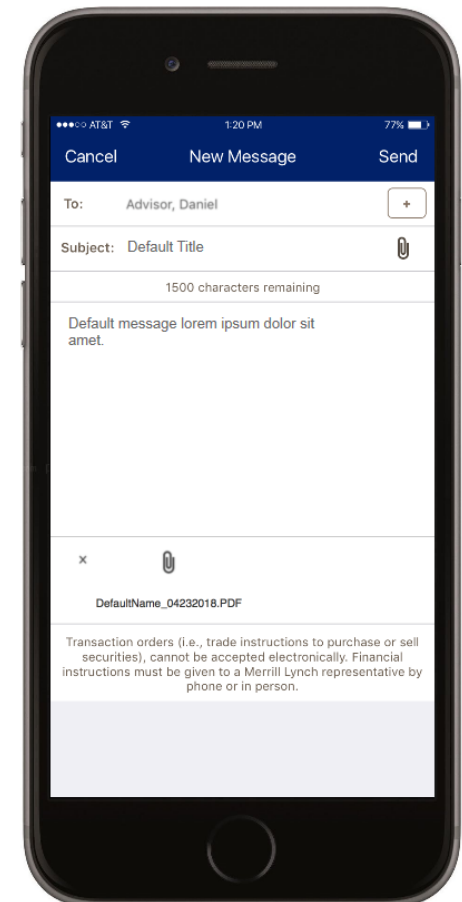 AT&T 1:20 PM 77%
Cancel New Message Send
To: Advisor, Daniel +
Subject: Default Title
1500 characters remaining
Default message lorem ipsum dolor sit
amet.
×
DefaultName_04232018.PDF
Transaction orders (i.e., trade instructions to purchase or sell
securities), cannot be accepted electronically. Financial
instructions must be given to a Merrill Lynch representative by
phone or in person.